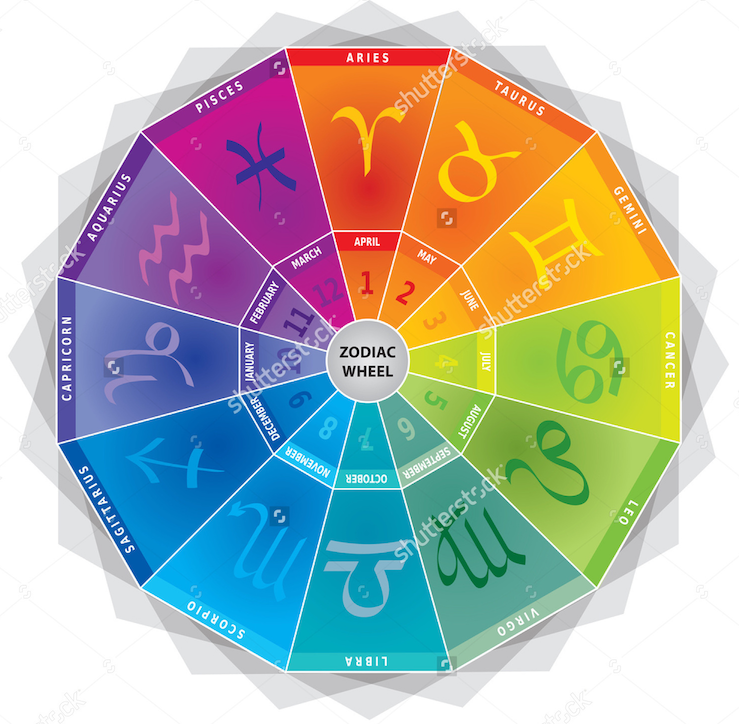 ARIES
TAURUS
GEMINI
CANCER
LEO
VIRGO
LIBRA
SCORPIO
SAGITTARIUS
CAPRICORN
AQUARIUS
PISCES
APRIL
MAY
JUNE
JULY
AUGUST
SEPTEMBER
OCTOBER
NOVEMBER
DECEMBER
JANUARY
FEBRUARY
MARCH
1
2
3
4
5
6
7
8
9
11
12
ZODIAC
WHEEL
shutterstock
shutterstock
shutterstock
shutterstock
shutterstock